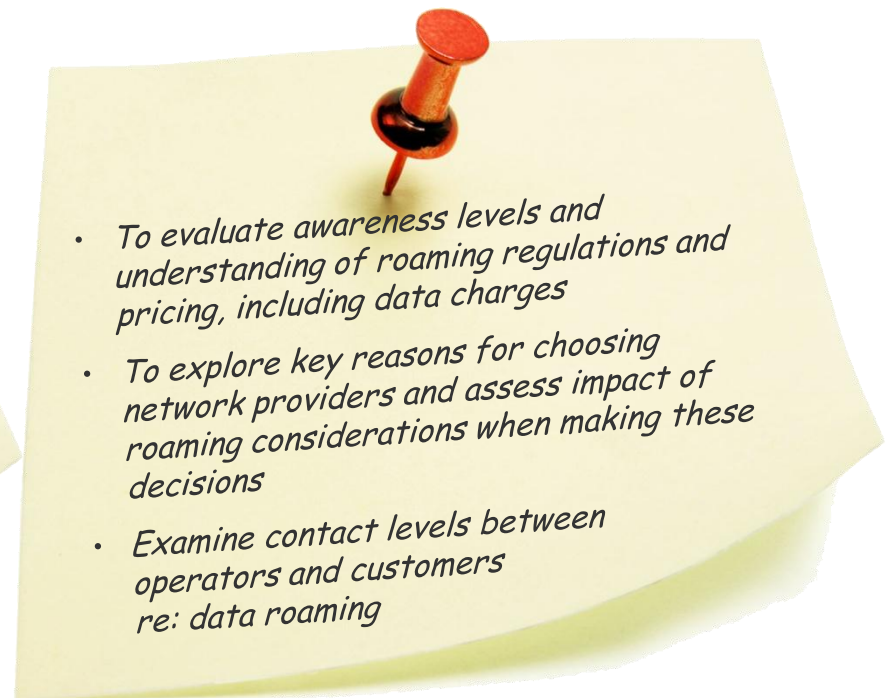 • To evaluate awareness levels and
understanding of roaming regulations and
pricing, including data charges
• To explore key reasons for choosing
network providers and assess impact of
roaming considerations when making these
decisions
• Examine contact levels between
operators and customers
re: data roaming